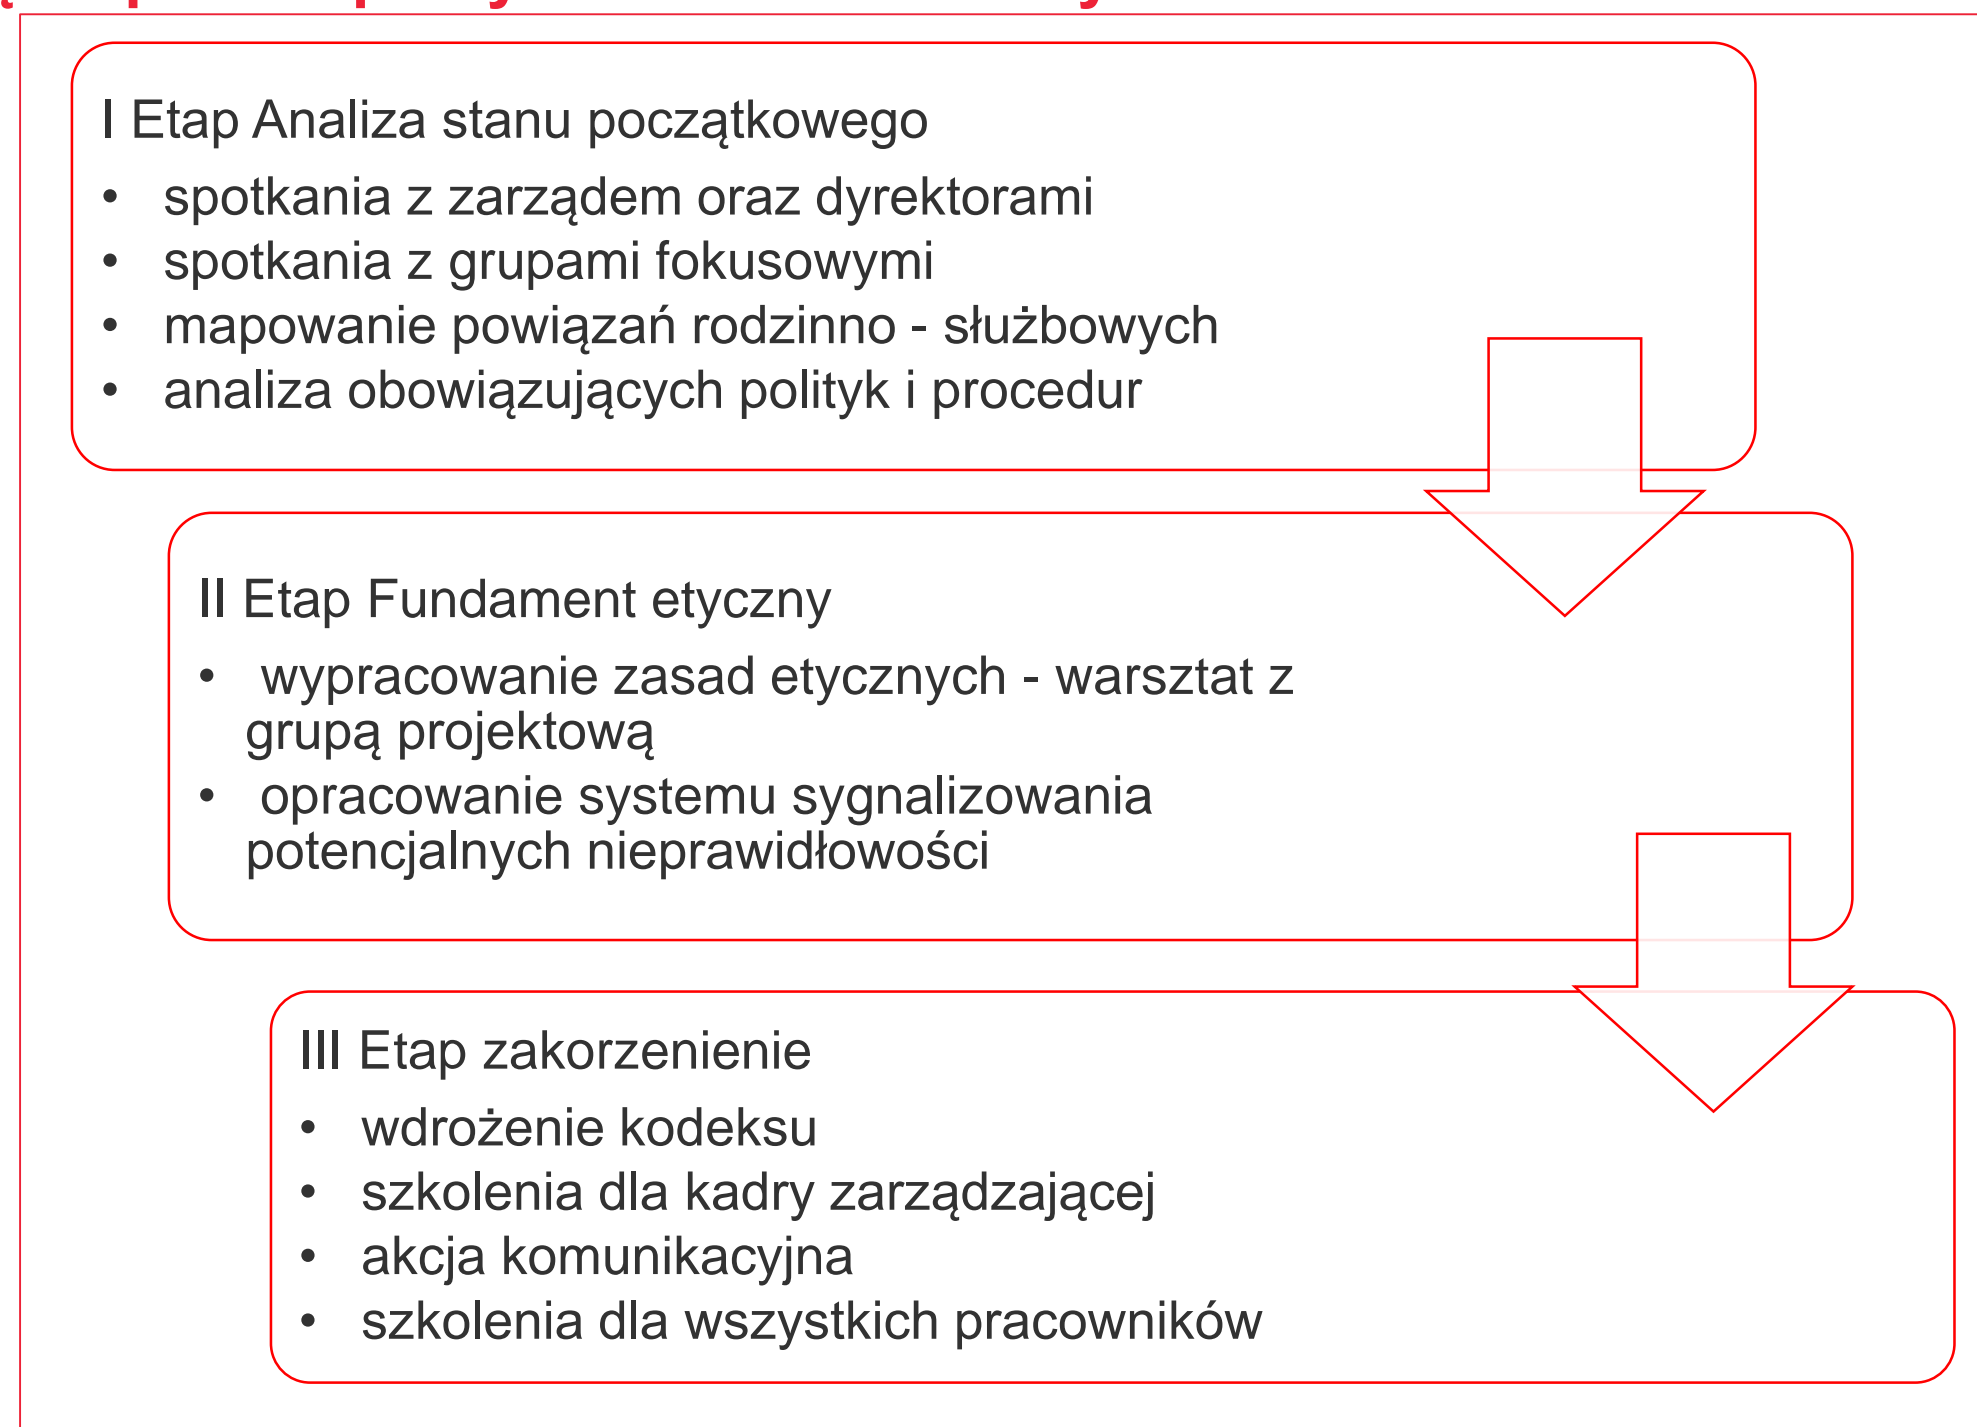 I Etap Analiza stanu początkowego
• spotkania z zarządem oraz dyrektorami
• spotkania z grupami fokusowymi
• mapowanie powiązań rodzinno - służbowych
• analiza obowiązujących polityk i procedur
II Etap Fundament etyczny
• wypracowanie zasad etycznych - warsztat z
grupą projektową
• opracowanie systemu sygnalizowania
potencjalnych nieprawidłowości
III Etap zakorzenienie
• wdrożenie kodeksu
• szkolenia dla kadry zarządzającej
• akcja komunikacyjna
• szkolenia dla wszystkich pracowników